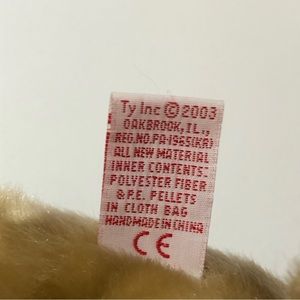 Ty Inc © 2003
OAKBROOK, IL.,
REG.NO.PA·1965(KR)
ALL NEW MATERIAL
INNER CONTENTS:
POLYESTER FIBER
& P.E. PELLETS
IN CLOTH BAG
HANDMADE IN CHINA
CE